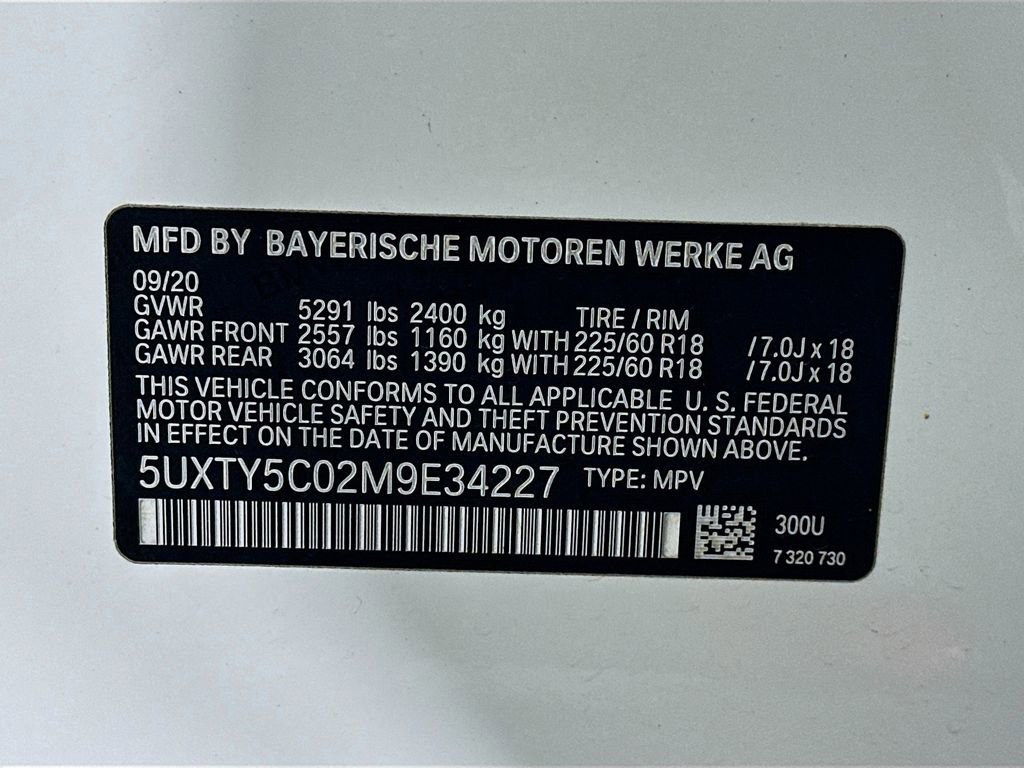 MFD BY BAYERISCHE MOTOREN WERKE AG
09/20
GVWR 5291 lbs 2400 kg TIRE / RIM
GAWR FRONT 2557 lbs 1160 kg WITH 225/60 R18 /7.0J x 18
GAWR REAR 3064 lbs 1390 kg WITH 225/60 R18 /7.0J x 18
THIS VEHICLE CONFORMS TO ALL APPLICABLE U. S. FEDERAL
MOTOR VEHICLE SAFETY AND THEFT PREVENTION STANDARDS
IN EFFECT ON THE DATE OF MANUFACTURE SHOWN ABOVE.
5UXTY5C02M9E34227 TYPE: MPV
300U
7 320 730